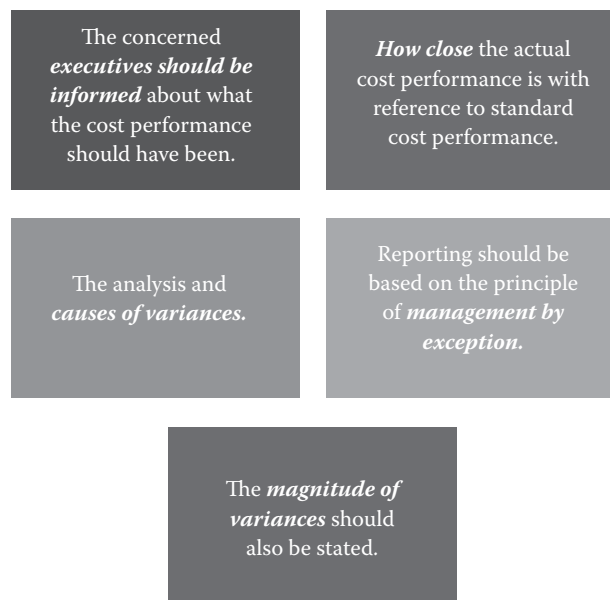 The concerned
executives should be
informed about what
the cost performance
should have been.
How close the actual
cost performance is with
reference to standard
cost performance.
The analysis and
causes of variances.
Reporting should be
based on the principle
of management by
exception.
The magnitude of
variances should
also be stated.